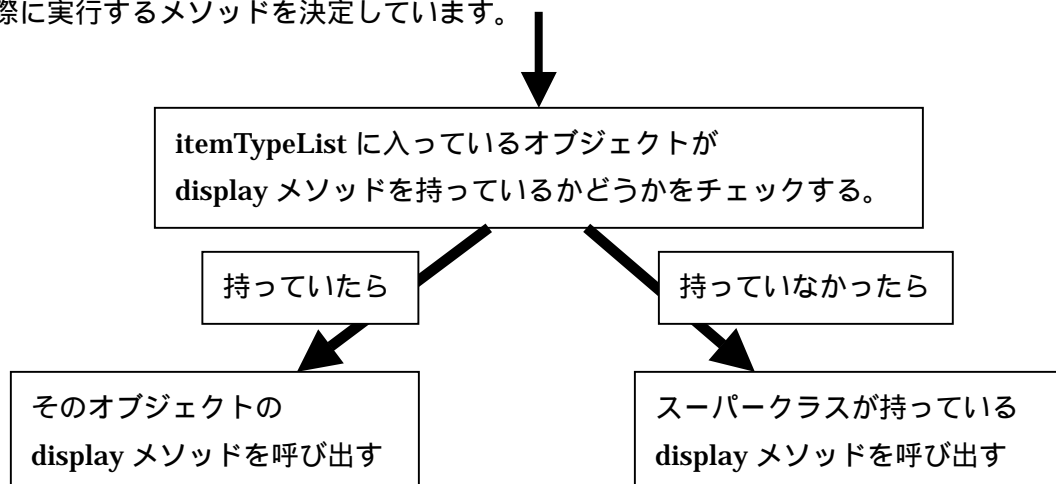 際に実行するメソッドを決定しています。
itemTypeList に入っているオブジェクトが
display メソッドを持っているかどうかをチェックする。
持っていたら
持っていなかったら
そのオブジェクトの
display メソッドを呼び出す
スーパークラスが持っている
display メソッドを呼び出す